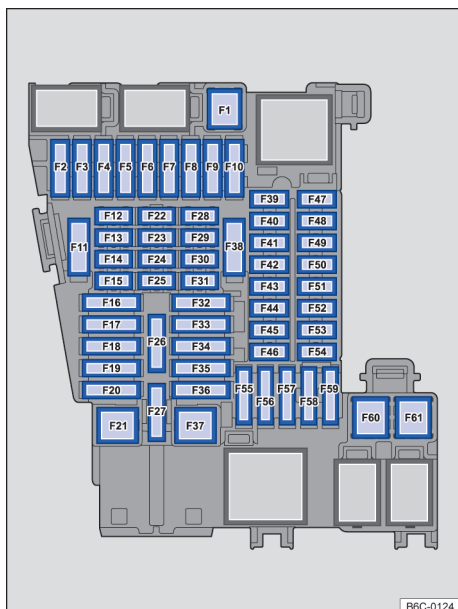 F1
F2 F3 F4 F5 F6 F7 F8 F9 F10
F39 F47
F12 F22 F28 F40 F48
F11 F13 F23 F29 F38 F41 F49
F14 F24 F30 F42 F50
F15 F25 F31 F43 F51
F16 F32 F44 F52
F17 F33 F45 F53
F18 F26 F34 F46 F54
F19 F35
F20 F36 F55 F56 F57 F58 F59
F21 F27 F37 F60 F61
B6C-0124